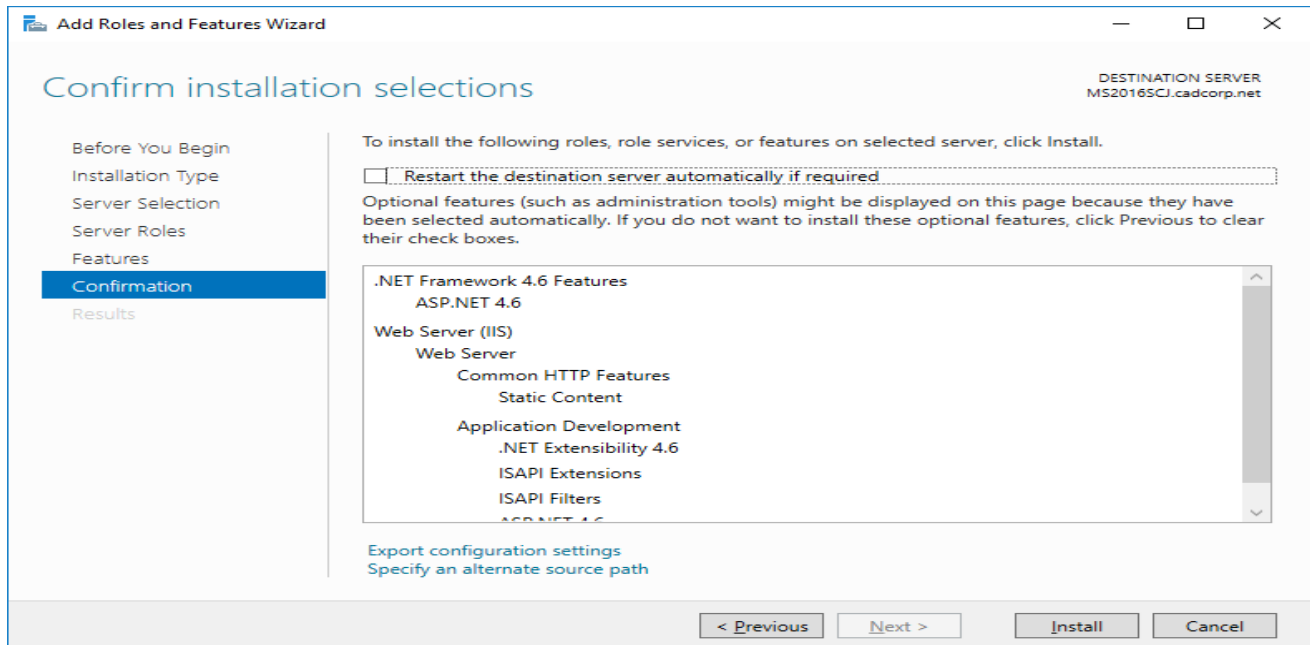 Add Roles and Features Wizard
Confirm installation selections
DESTINATION SERVER
MS2016SCJ.cadcorp.net
Before You Begin
Installation Type
Server Selection
Server Roles
Features
Confirmation
Results
To install the following roles, role services, or features on selected server, click Install.
Restart the destination server automatically if required
Optional features (such as administration tools) might be displayed on this page because they have
been selected automatically. If you do not want to install these optional features, click Previous to clear
their check boxes.
.NET Framework 4.6 Features
ASP.NET 4.6
Web Server (IIS)
Web Server
Common HTTP Features
Static Content
Application Development
.NET Extensibility 4.6
ISAPI Extensions
ISAPI Filters
ASP.NET 4.6
Export configuration settings
Specify an alternate source path
< Previous
Next >
Install
Cancel